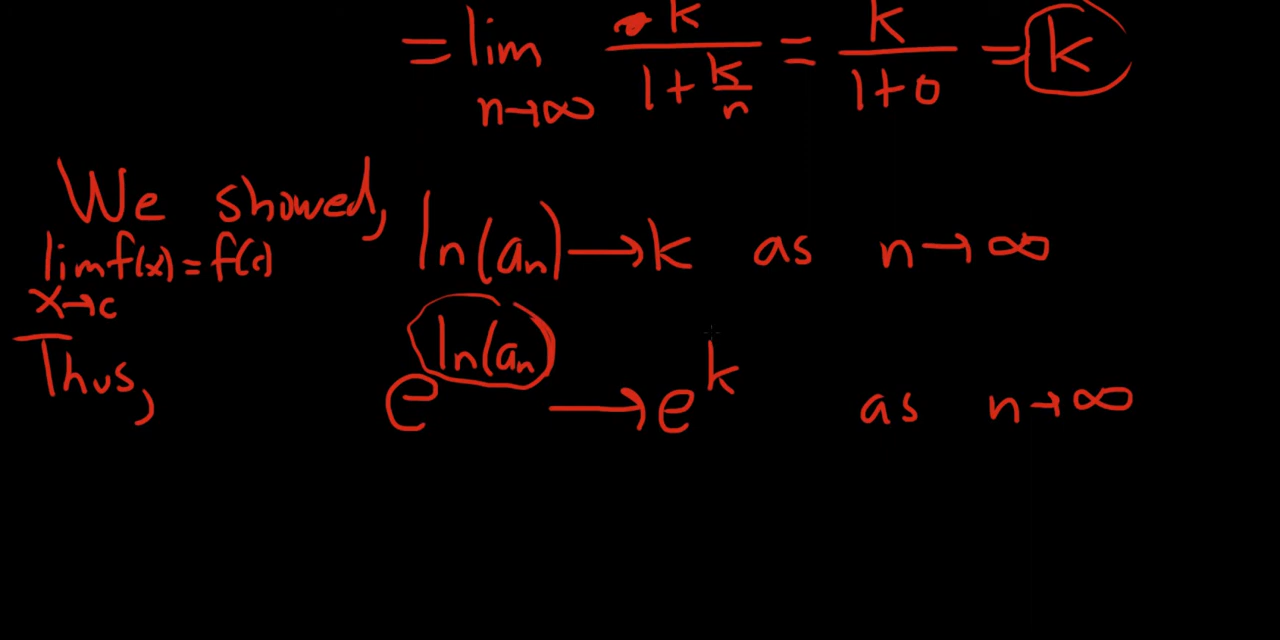 = lim n→∞ k / (1 + k/n) = k / (1+0) = k
We showed, ln(aₙ) → k as n → ∞
lim x→c f(x) = f(c)
Thus, e^ln(aₙ) → e^k as n → ∞